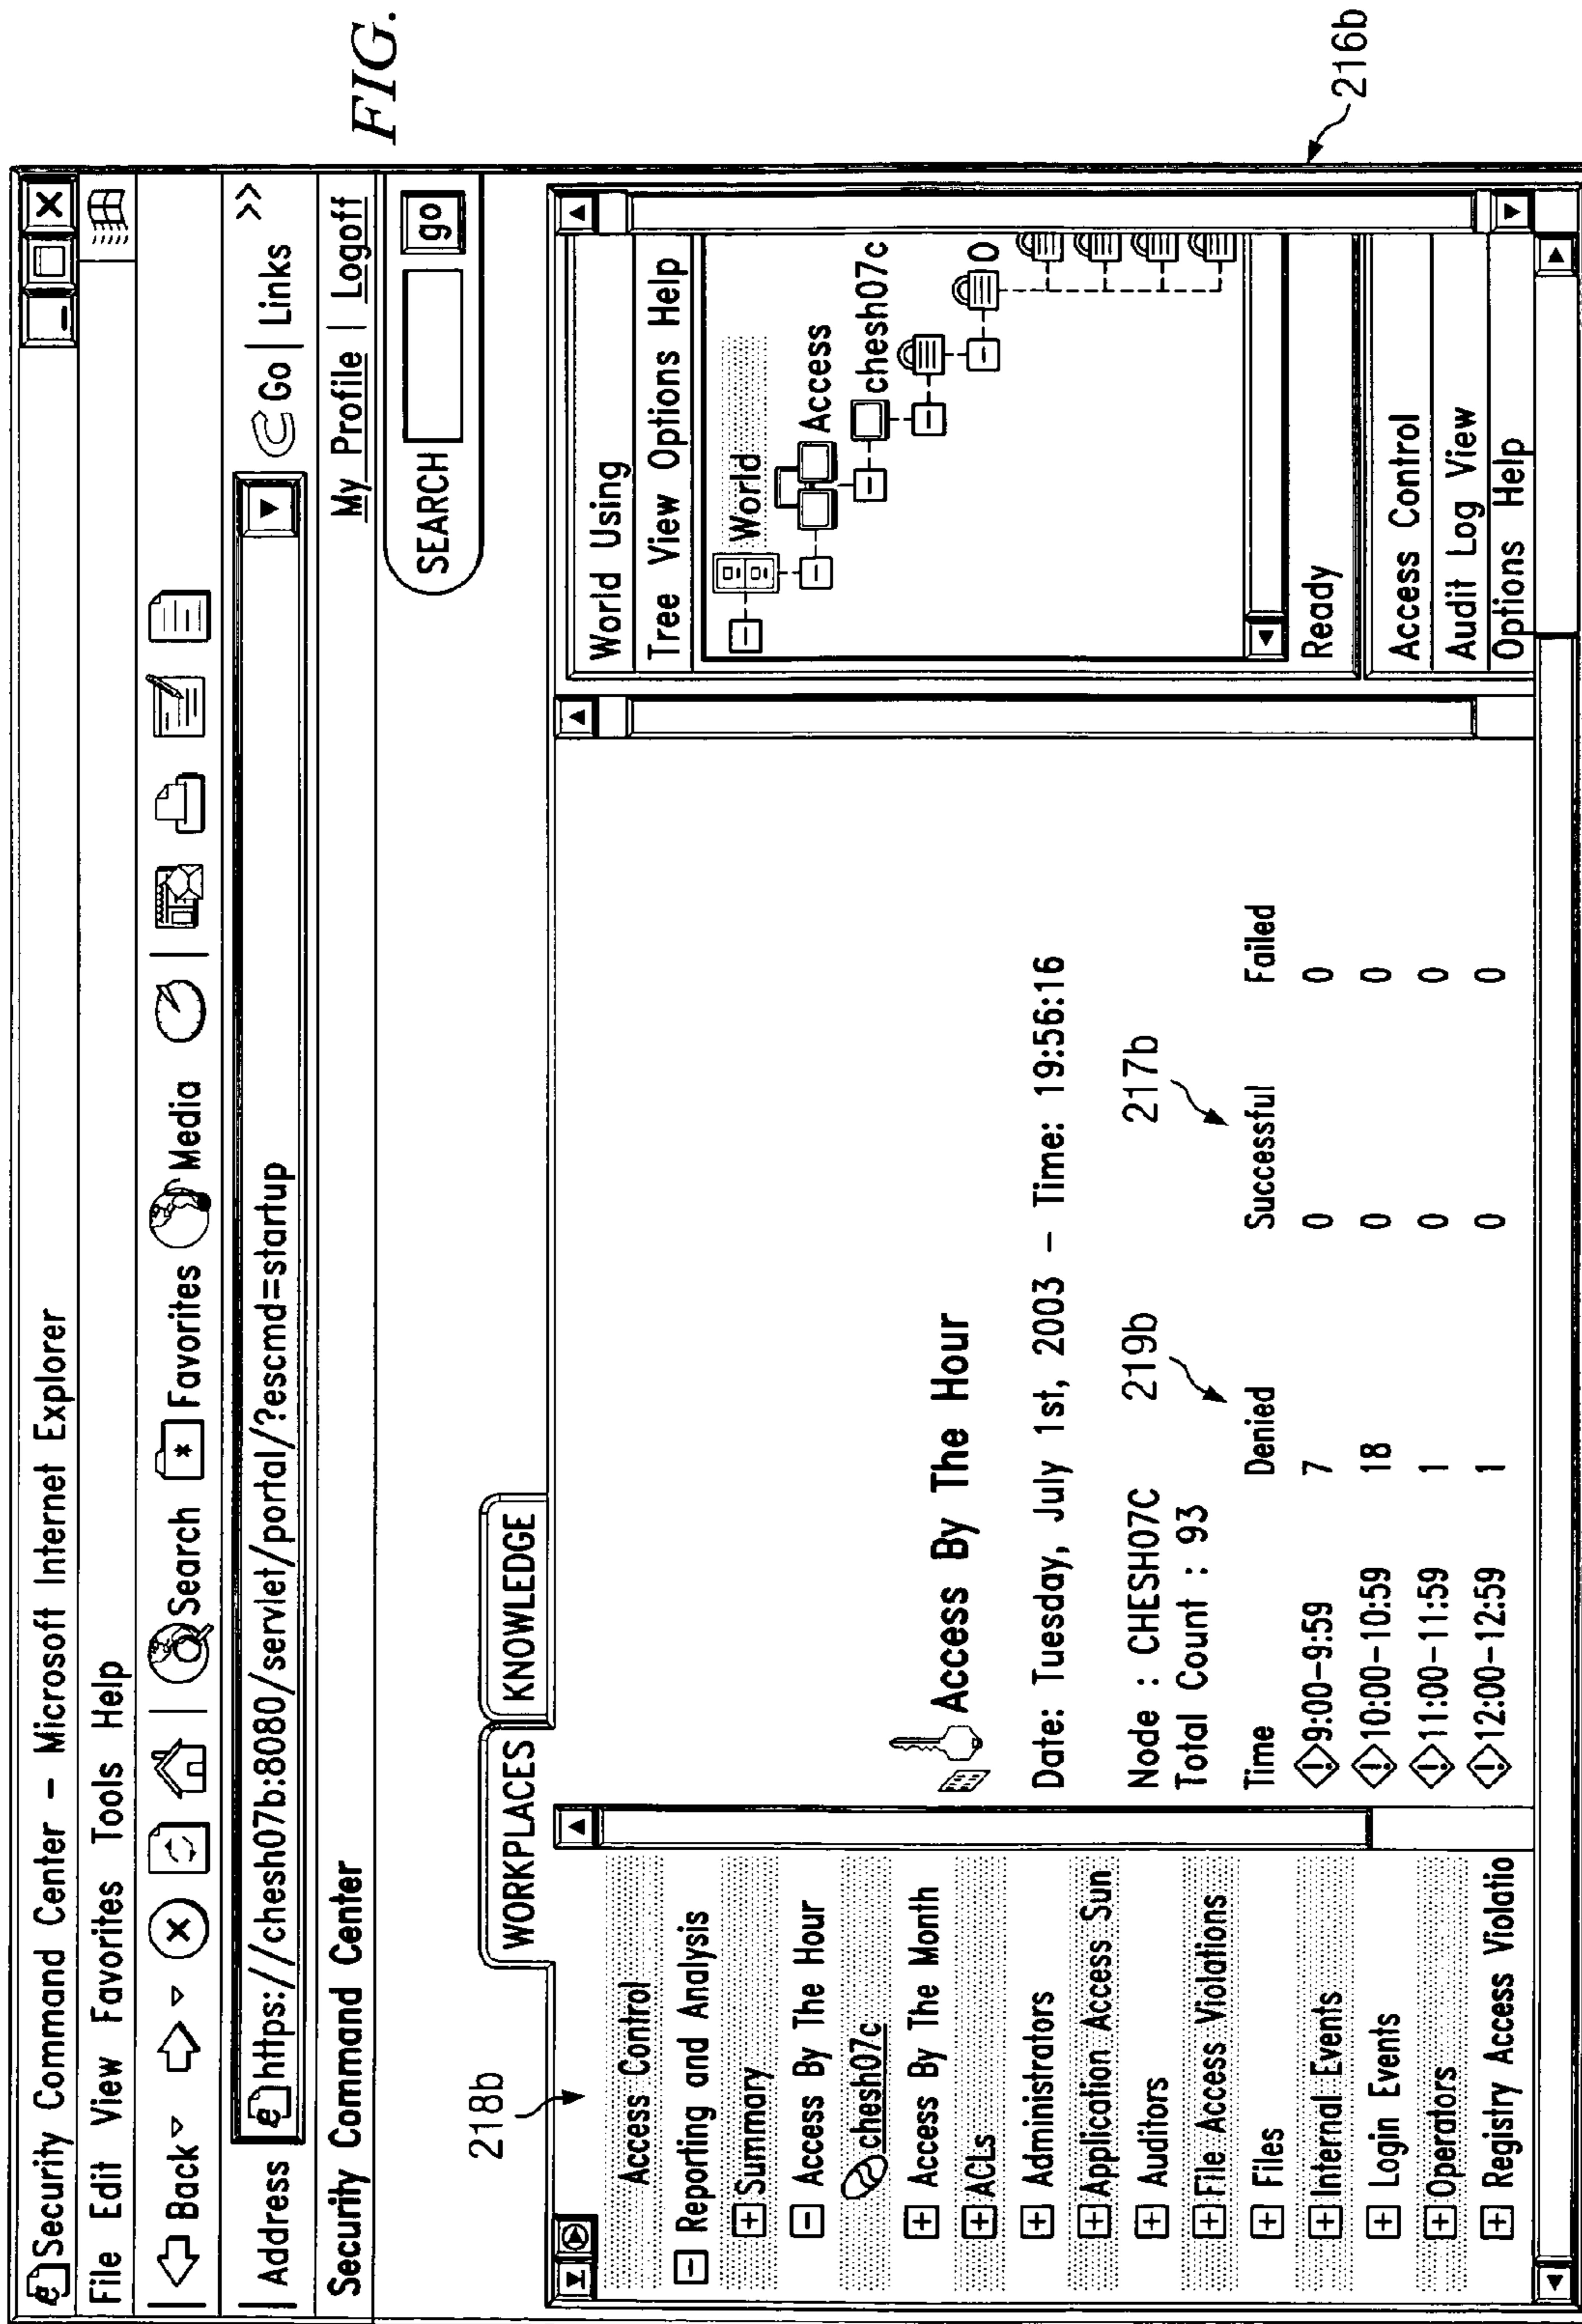 Security Command Center – Microsoft Internet Explorer
File Edit View Favorites Tools Help
Back Search Favorites Media
Address https://chesh07b:8080/servlet/portal/?escmd=startup Go Links >>
Security Command Center My Profile | Logoff
SEARCH go
WORKPLACES KNOWLEDGE
218b
Access Control
Reporting and Analysis
Summary
Access By The Hour
chesh07c
Access By The Month
ACLs
Administrators
Application Access Sun
Auditors
File Access Violations
Files
Internal Events
Login Events
Operators
Registry Access Violatio
Access By The Hour
Date: Tuesday, July 1st, 2003 – Time: 19:56:16
Node : CHESH07C
Total Count : 93
219b
217b
Time Denied Successful Failed
9:00-9:59 7 0 0
10:00-10:59 18 0 0
11:00-11:59 1 0 0
12:00-12:59 1 0 0
World Using
Tree View Options Help
World
Access
chesh07c
0
Ready
Access Control
Audit Log View
Options Help
216b
FIG.